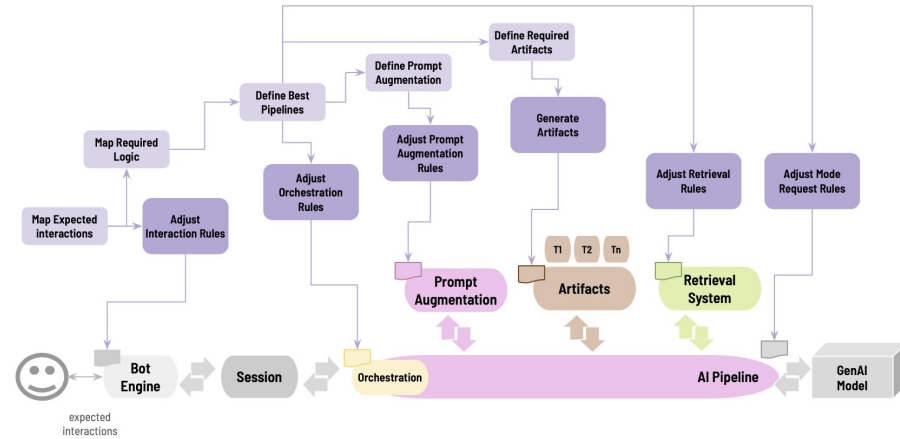 Define Required
Artifacts
Define Prompt
Augmentation
Define Best
Pipelines
Generate
Artifacts
Map Required
Logic
Adjust Prompt
Augmentation
Rules
Adjust
Orchestration
Rules
Adjust Retrieval
Rules
Adjust Mode
Request Rules
Map Expected
interactions
Adjust
Interaction Rules
T1
T2
Tn
Prompt
Augmentation
Artifacts
Retrieval
System
Bot
Engine
Session
Orchestration
AI Pipeline
GenAI
Model
expected
interactions